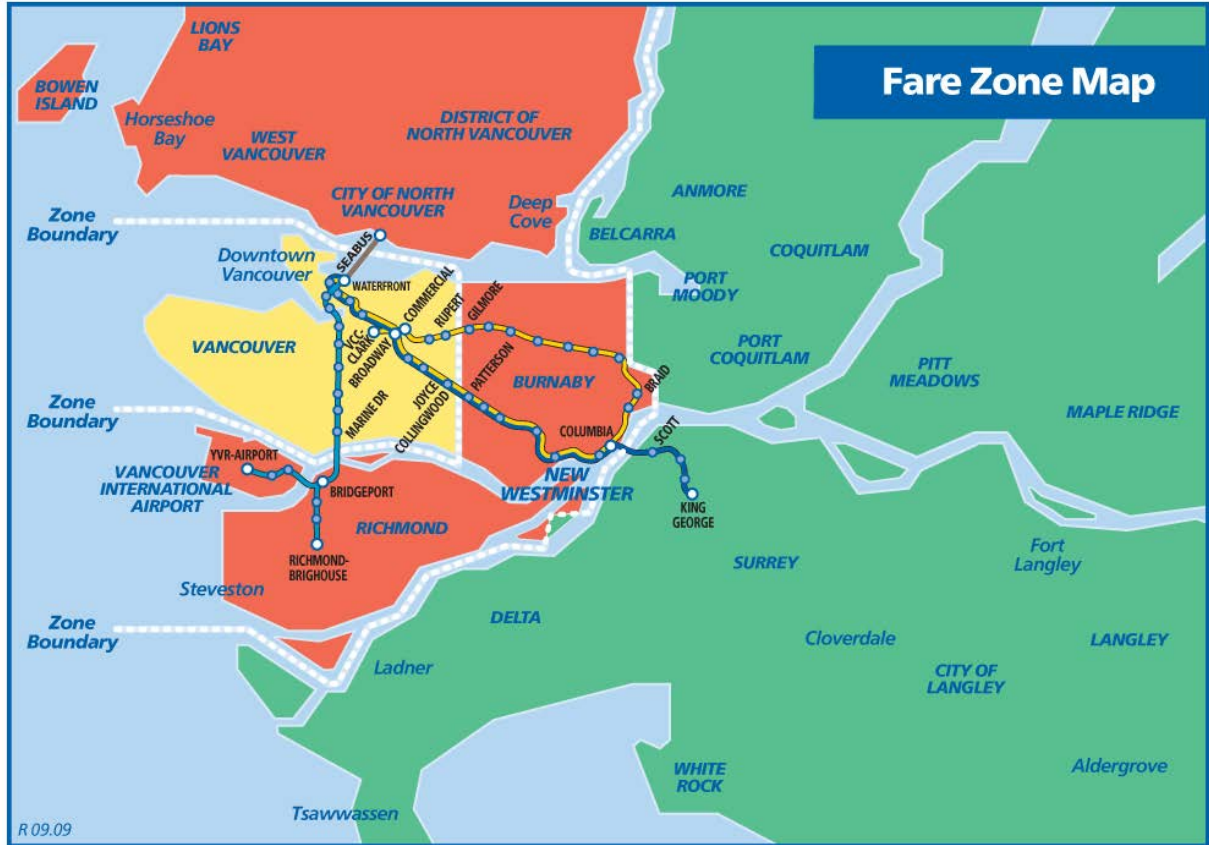 Fare Zone Map
LIONS
BAY
BOWEN
ISLAND
Horseshoe
Bay
WEST
VANCOUVER
DISTRICT OF
NORTH VANCOUVER
CITY OF NORTH
VANCOUVER
Deep
Cove
Zone
Boundary
Downtown
Vancouver
SEABUS
WATERFRONT
BELCARRA
ANMORE
COQUITLAM
PORT
MOODY
PORT
COQUITLAM
PITT
MEADOWS
MAPLE RIDGE
VANCOUVER
VCC-
CLARK
BROADWAY
COMMERCIAL
RUPERT
GILMORE
PATTERSON
BURNABY
BRAID
JOYCE
COLLINGWOOD
MARINE DR
Zone
Boundary
COLUMBIA
SCOTT
YVR-AIRPORT
VANCOUVER
INTERNATIONAL
AIRPORT
BRIDGEPORT
NEW
WESTMINSTER
KING
GEORGE
RICHMOND
RICHMOND-
BRIGHOUSE
Steveston
SURREY
Fort
Langley
Zone
Boundary
DELTA
Cloverdale
LANGLEY
Ladner
CITY OF
LANGLEY
WHITE
ROCK
Aldergrove
Tsawwassen
R 09.09